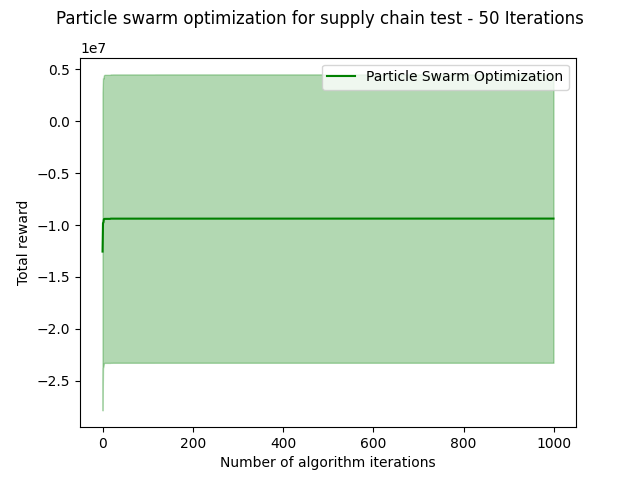 Particle swarm optimization for supply chain test - 50 Iterations
1e7
Particle Swarm Optimization
0.5
0.0
−0.5
−1.0
−1.5
−2.0
−2.5
Total reward
0 200 400 600 800 1000
Number of algorithm iterations